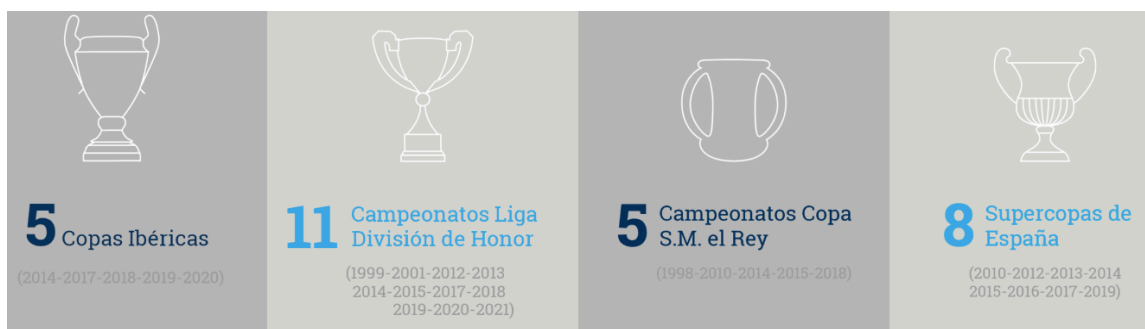 5 Copas Ibéricas
(2014-2017-2018-2019-2020)
11 Campeonatos Liga
División de Honor
(1999-2001-2012-2013
2014-2015-2017-2018
2019-2020-2021)
5 Campeonatos Copa
S.M. el Rey
(1998-2010-2014-2015-2018)
8 Supercopas de
España
(2010-2012-2013-2014
2015-2016-2017-2019)